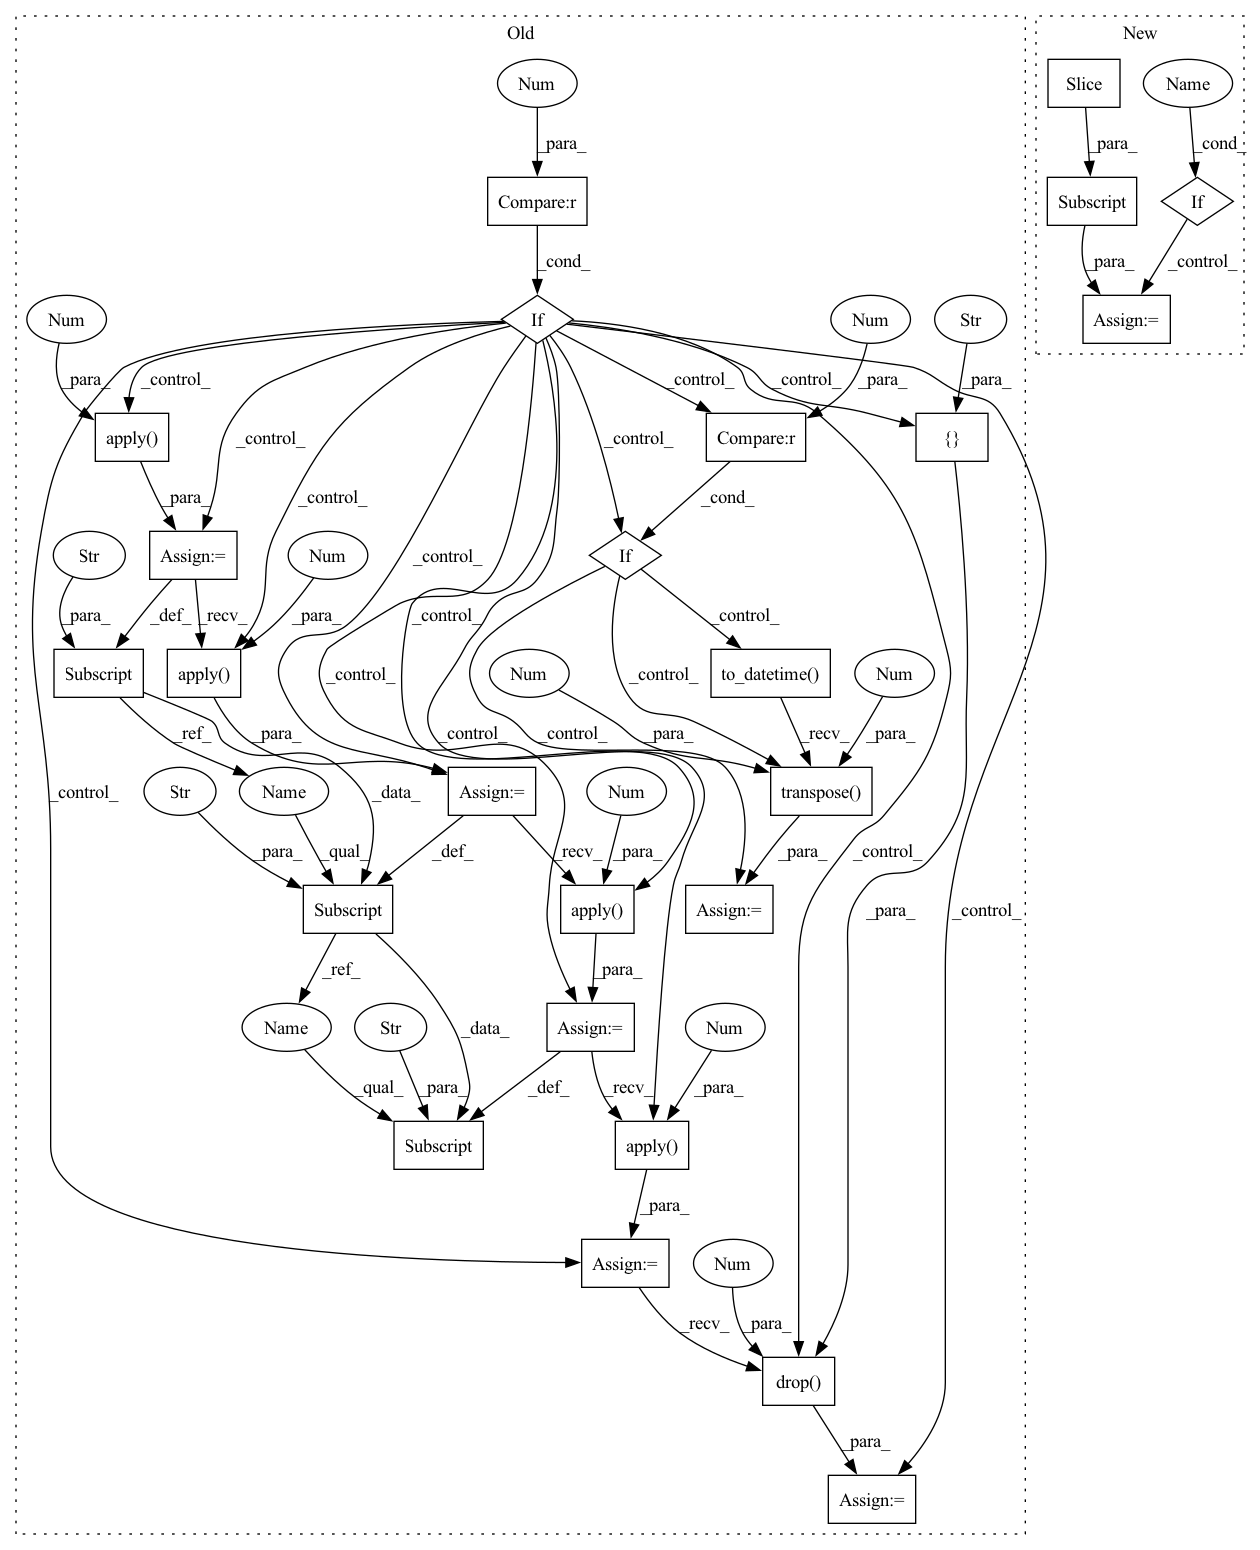 Old
New
Num
Slice
Name
_para_
_para_
_cond_
Compare:r
Subscript
If
_cond_
_para_
_control_
Num
If
Num
Str
Assign:=
_para_
_control_
_control_
_para_
_control_
_para_
apply()
_control_
_control_
Compare:r
{}
_para_
_control_
_cond_
Str
Assign:=
Num
If
_para_
_def_
_recv_
_para_
_control_
_control_
Subscript
apply()
_control_
Num
_control_
to_datetime()
Num
_ref_
_para_
_control_
_control_
_para_
_recv_
_para_
Str
Name
_data_
Assign:=
Num
transpose()
_control_
_para_
_qual_
_def_
_recv_
_para_
_para_
_control_
Subscript
apply()
Assign:=
_para_
_control_
_ref_
_para_
Name
Str
_data_
Assign:=
Num
_qual_
_para_
_def_
_recv_
_para_
Subscript
apply()
_para_
Assign:=
Num
_recv_
_para_
drop()
_para_
Assign:=